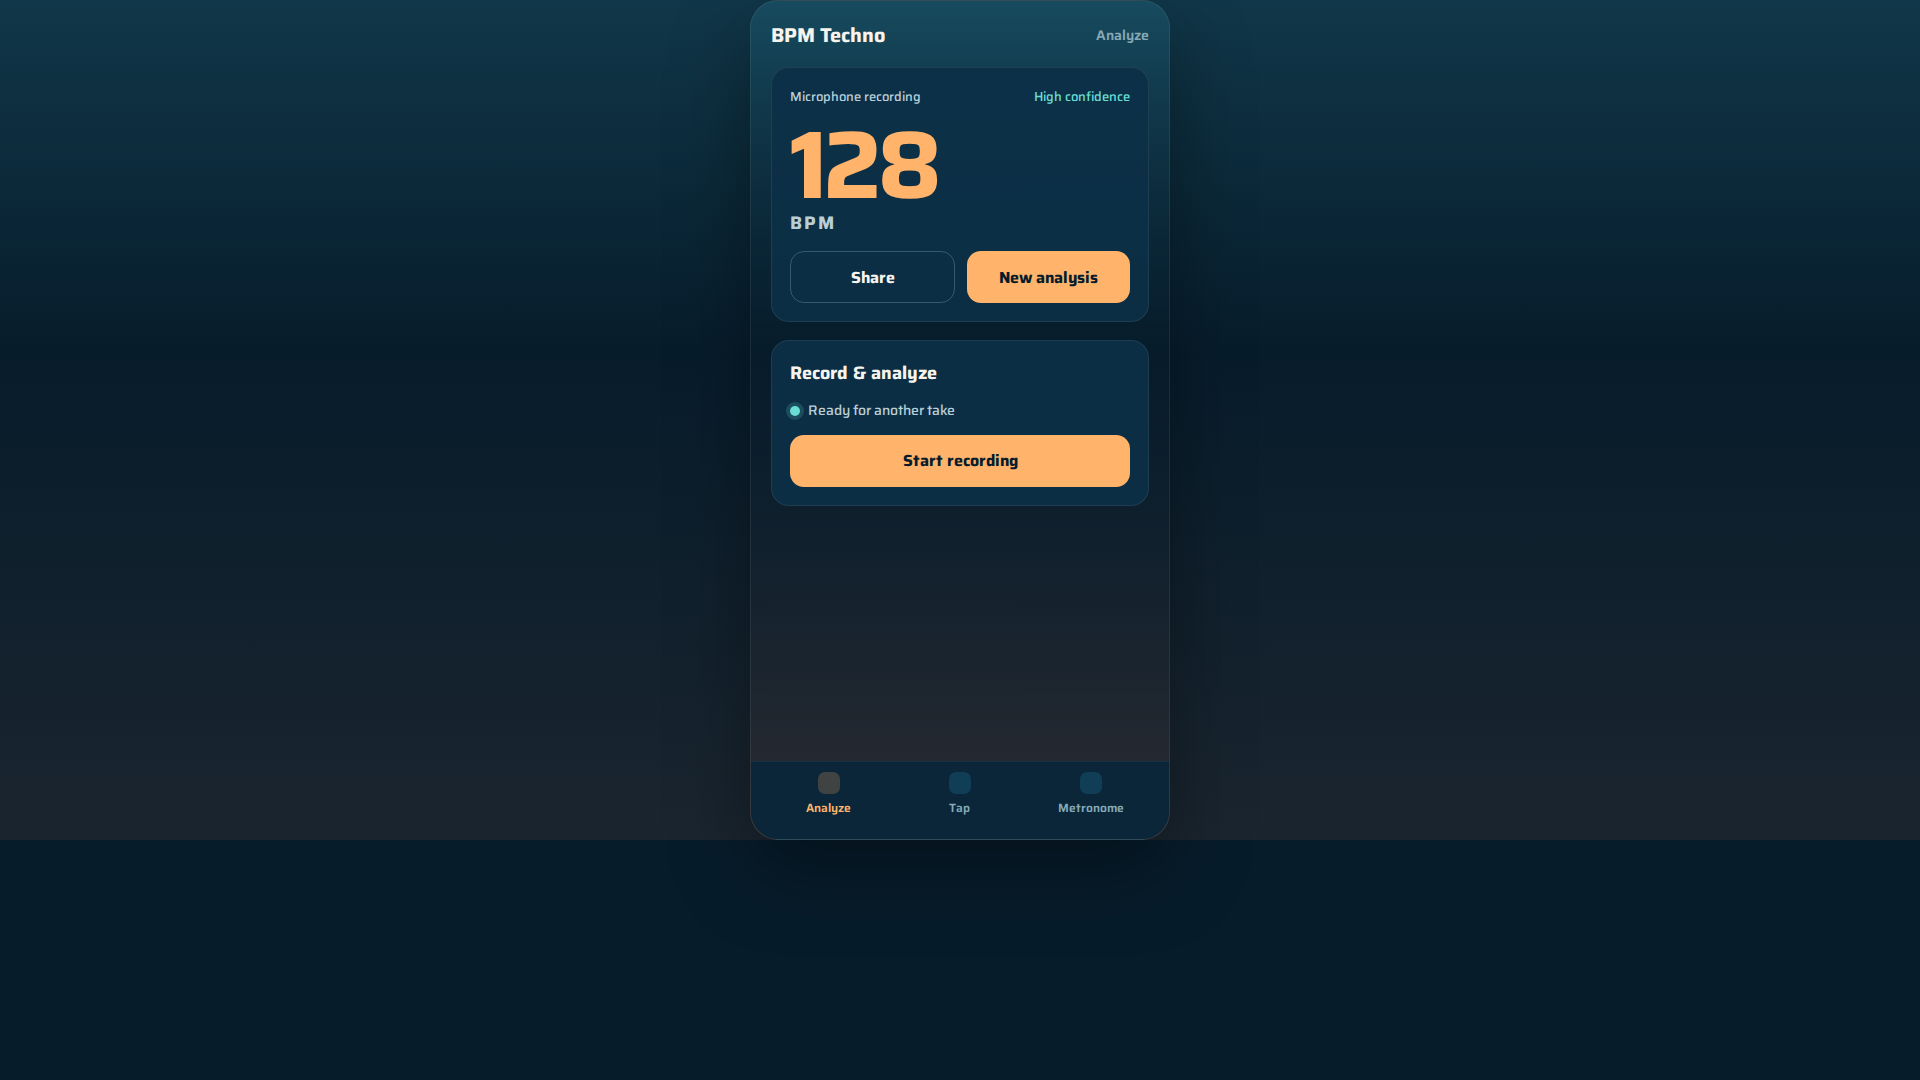 BPM Techno
Analyze
Microphone recording
High confidence
128
BPM
Share
New analysis
Record & analyze
Ready for another take
Start recording
Analyze
Tap
Metronome